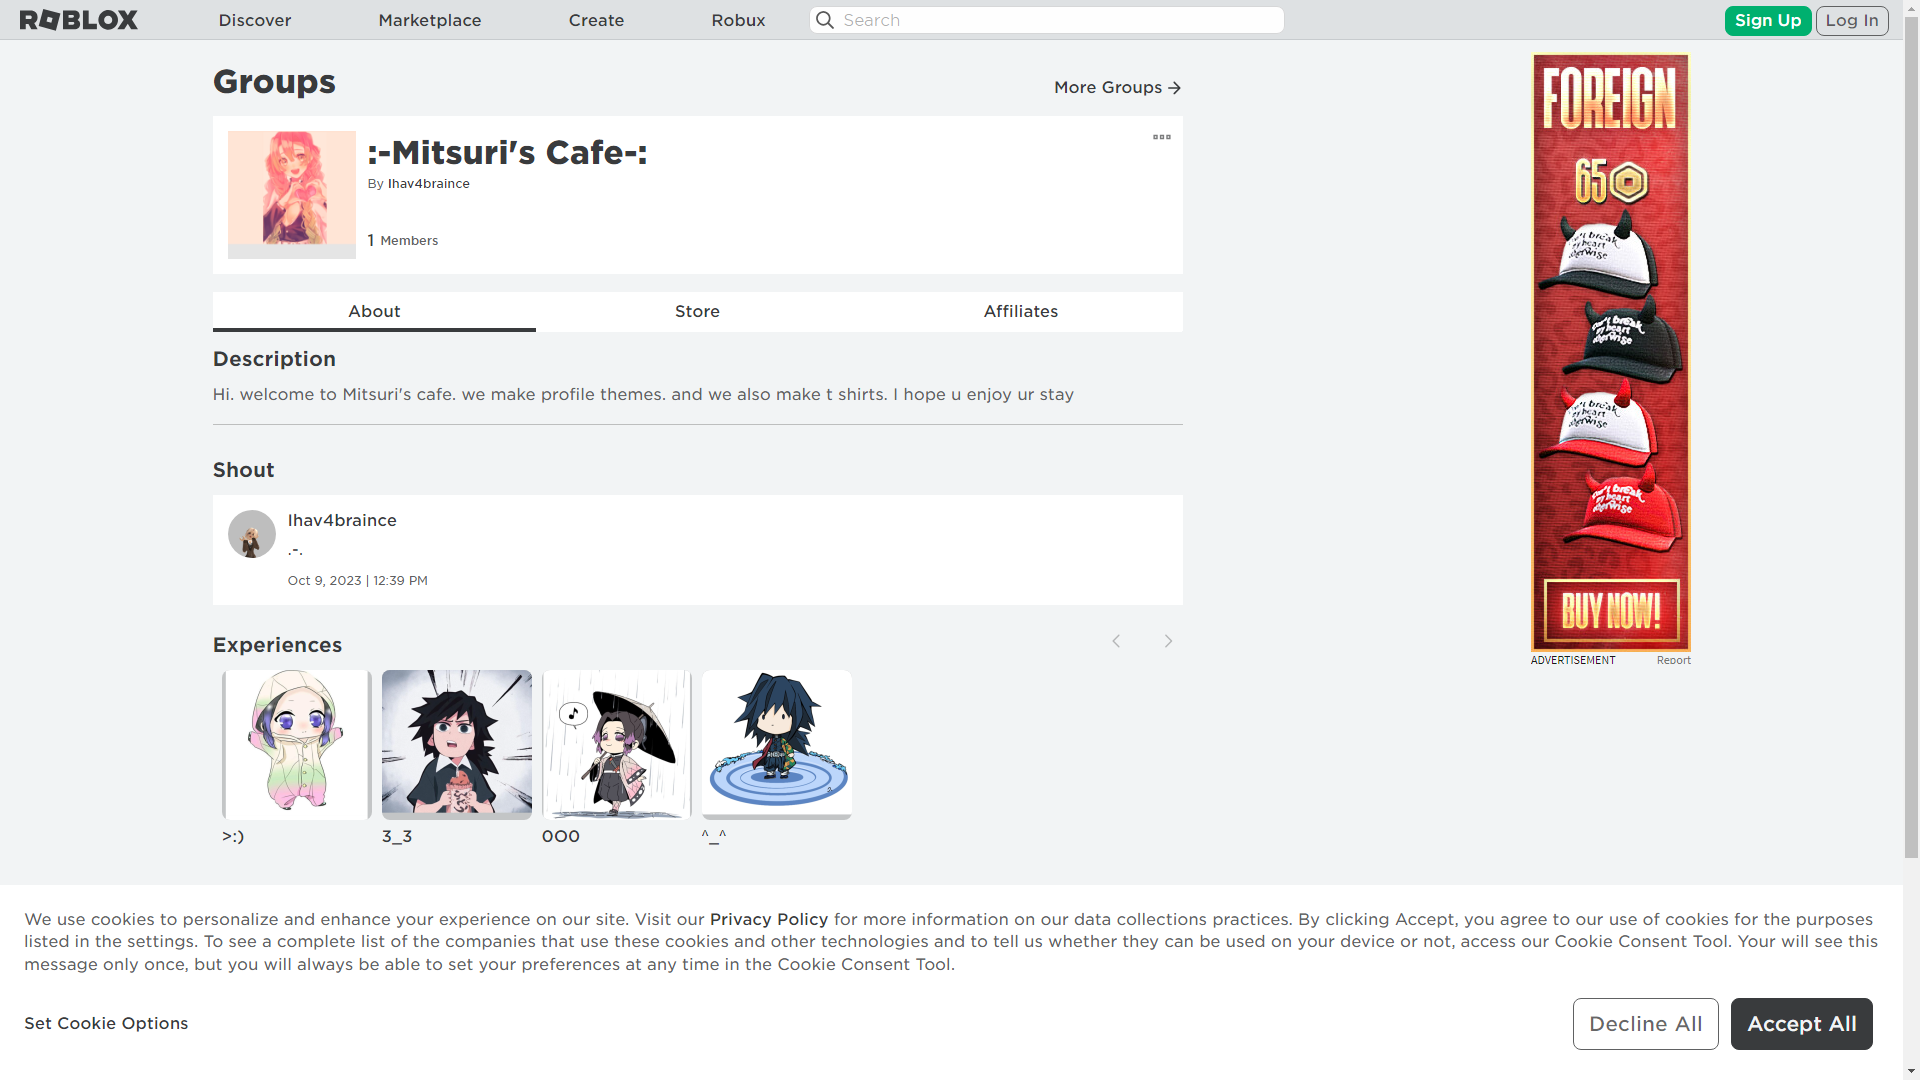 ROBLOX
Discover
Marketplace
Create
Robux
Search
Sign Up
Log In
Groups
More Groups
:-Mitsuri's Cafe-:
By Ihav4braince
1 Members
About
Store
Affiliates
Description
Hi. welcome to Mitsuri's cafe. we make profile themes. and we also make t shirts. I hope u enjoy ur stay
Shout
Ihav4braince
.-.
Oct 9, 2023 | 12:39 PM
Experiences
>:)
3_3
0O0
^_^
FOREIGN
65
BUY NOW!
ADVERTISEMENT
Report
We use cookies to personalize and enhance your experience on our site. Visit our Privacy Policy for more information on our data collections practices. By clicking Accept, you agree to our use of cookies for the purposes
listed in the settings. To see a complete list of the companies that use these cookies and other technologies and to tell us whether they can be used on your device or not, access our Cookie Consent Tool. Your will see this
message only once, but you will always be able to set your preferences at any time in the Cookie Consent Tool.
Set Cookie Options
Decline All
Accept All